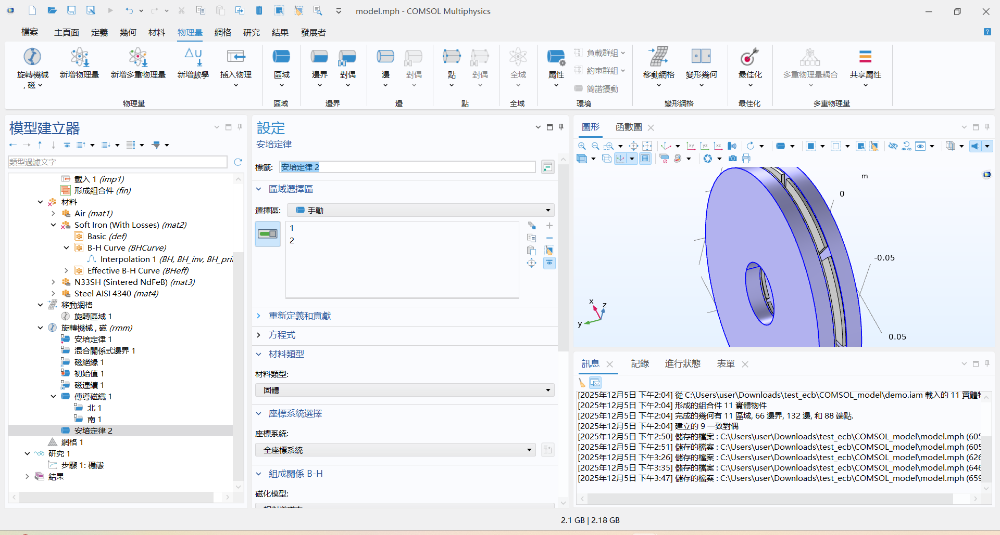 model.mph - COMSOL Multiphysics
檔案 主頁面 定義 幾何 材料 物理量 網格 研究 結果 發展者
旋轉機械
, 磁
新增物理量
新增多重物理量
新增數學
插入物理
區域
邊界
對偶
邊
對偶
點
對偶
全域
屬性
負載群組
約束群組
簡諧擾動
移動網格
變形幾何
最佳化
多重物理量耦合
共享屬性
物理量 區域 邊界 邊 點 全域 環境 變形網格 最佳化 多重物理量
模型建立器
類型過濾文字
載入 1 (imp1)
形成組合件 (fin)
材料
Air (mat1)
Soft Iron (With Losses) (mat2)
Basic (def)
B-H Curve (BHCurve)
Interpolation 1 (BH, BH_inv, BH_pri
Effective B-H Curve (BHeff)
N33SH (Sintered NdFeB) (mat3)
Steel AISI 4340 (mat4)
移動網格
旋轉區域 1
旋轉機械 , 磁 (rmm)
安培定律 1
混合關係式邊界 1
磁絕緣 1
初始值 1
磁連續 1
傳導磁鐵 1
北 1
南 1
安培定律 2
網格 1
研究 1
步驟 1: 穩態
結果
設定
安培定律
標籤: 安培定律 2
區域選擇區
選擇區: 手動
1
2
重新定義和貢獻
方程式
材料類型
材料類型:
固體
座標系統選擇
座標系統:
全座標系統
組成關係 B-H
磁化模型:
圖形 函數圖
xy yz xz
m
0
-0.05
0.05
x
z
y
訊息 記錄 進行狀態 表單
[2025年12月5日 下午2:04] 從 C:\Users\user\Downloads\test_ecb\COMSOL_model\demo.iam 載入的 11 實體物
[2025年12月5日 下午2:04] 形成的組合件 11 實體物件
[2025年12月5日 下午2:04] 完成的幾何有 11 區域, 66 邊界, 132 邊, 和 88 端點.
[2025年12月5日 下午2:04] 建立的 9 一致對偶
[2025年12月5日 下午2:50] 儲存的檔案 : C:\Users\user\Downloads\test_ecb\COMSOL_model\model.mph (605
[2025年12月5日 下午2:51] 儲存的檔案 : C:\Users\user\Downloads\test_ecb\COMSOL_model\model.mph (605
[2025年12月5日 下午3:26] 儲存的檔案 : C:\Users\user\Downloads\test_ecb\COMSOL_model\model.mph (626
[2025年12月5日 下午3:35] 儲存的檔案 : C:\Users\user\Downloads\test_ecb\COMSOL_model\model.mph (646
[2025年12月5日 下午3:47] 儲存的檔案 : C:\Users\user\Downloads\test_ecb\COMSOL_model\model.mph (659
2.1 GB | 2.18 GB